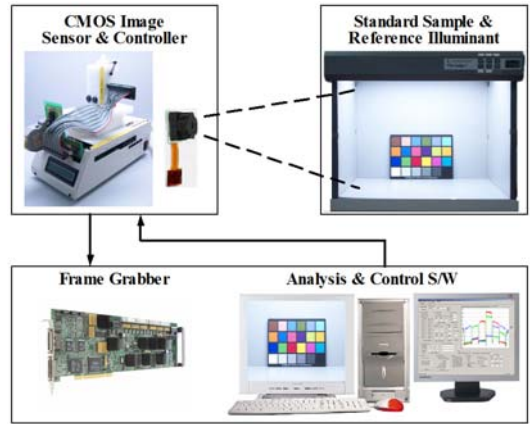 CMOS Image
Sensor & Controller
Standard Sample &
Reference Illuminant
Frame Grabber
Analysis & Control S/W